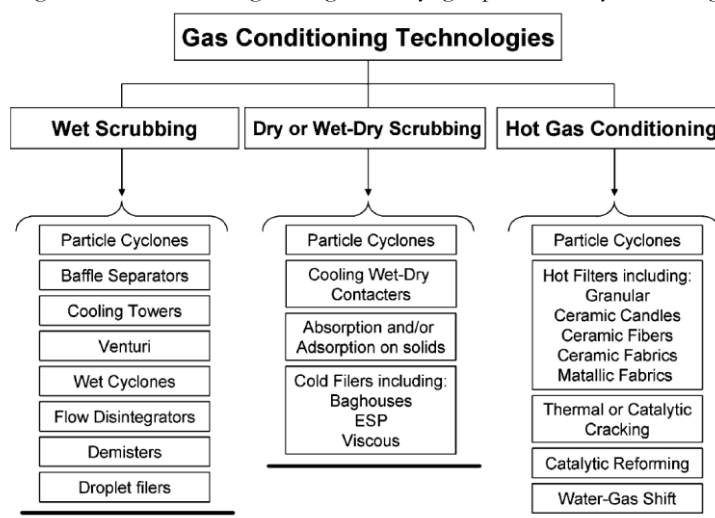 Gas Conditioning Technologies
Wet Scrubbing
Dry or Wet-Dry Scrubbing
Hot Gas Conditioning
Particle Cyclones
Baffle Separators
Cooling Towers
Venturi
Wet Cyclones
Flow Disintegrators
Demisters
Droplet filers
Particle Cyclones
Cooling Wet-Dry
Contacters
Absorption and/or
Adsorption on solids
Cold Filers including:
Baghouses
ESP
Viscous
Particle Cyclones
Hot Filters including:
Granular
Ceramic Candles
Ceramic Fibers
Ceramic Fabrics
Matallic Fabrics
Thermal or Catalytic
Cracking
Catalytic Reforming
Water-Gas Shift